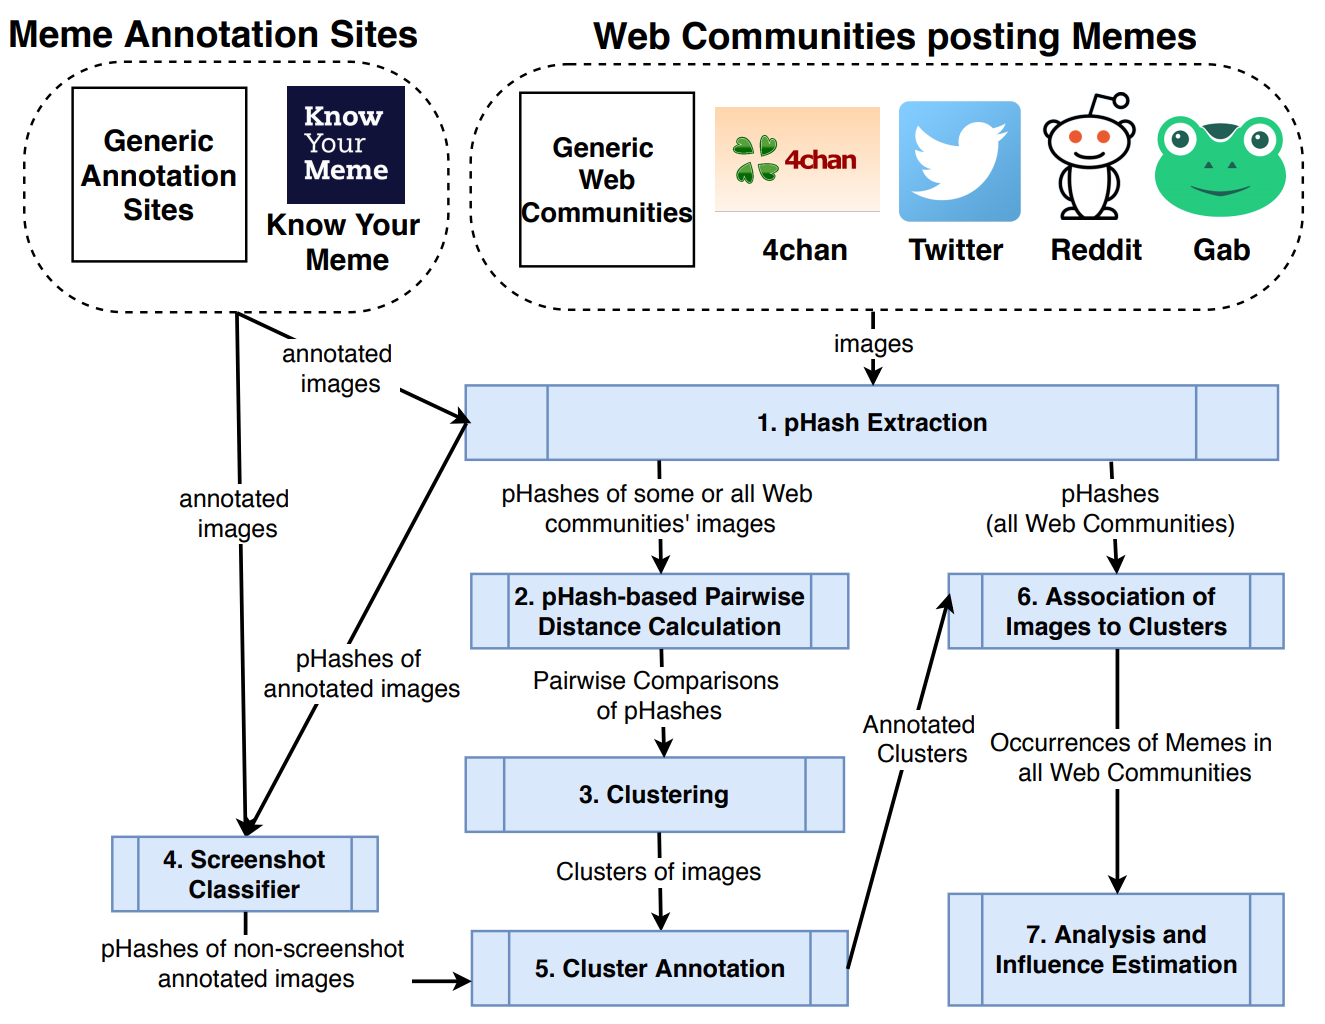 Meme Annotation Sites
Web Communities posting Memes
Generic
Annotation
Sites
Know
Your
Meme
Know Your
Meme
Generic
Web
Communities
4chan
4chan
Twitter
Reddit
Gab
annotated
images
images
1. pHash Extraction
annotated
images
pHashes of some or all Web
communities' images
pHashes
(all Web Communities)
2. pHash-based Pairwise
Distance Calculation
6. Association of
Images to Clusters
pHashes of
annotated images
Pairwise Comparisons
of pHashes
Annotated
Clusters
Occurrences of Memes in
all Web Communities
3. Clustering
4. Screenshot
Classifier
Clusters of images
pHashes of non-screenshot
annotated images
5. Cluster Annotation
7. Analysis and
Influence Estimation